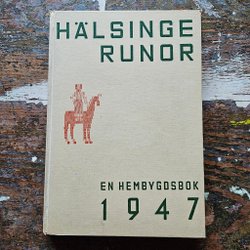 HÄLSINGE
RUNOR
EN HEMBYGDSBOK
1947